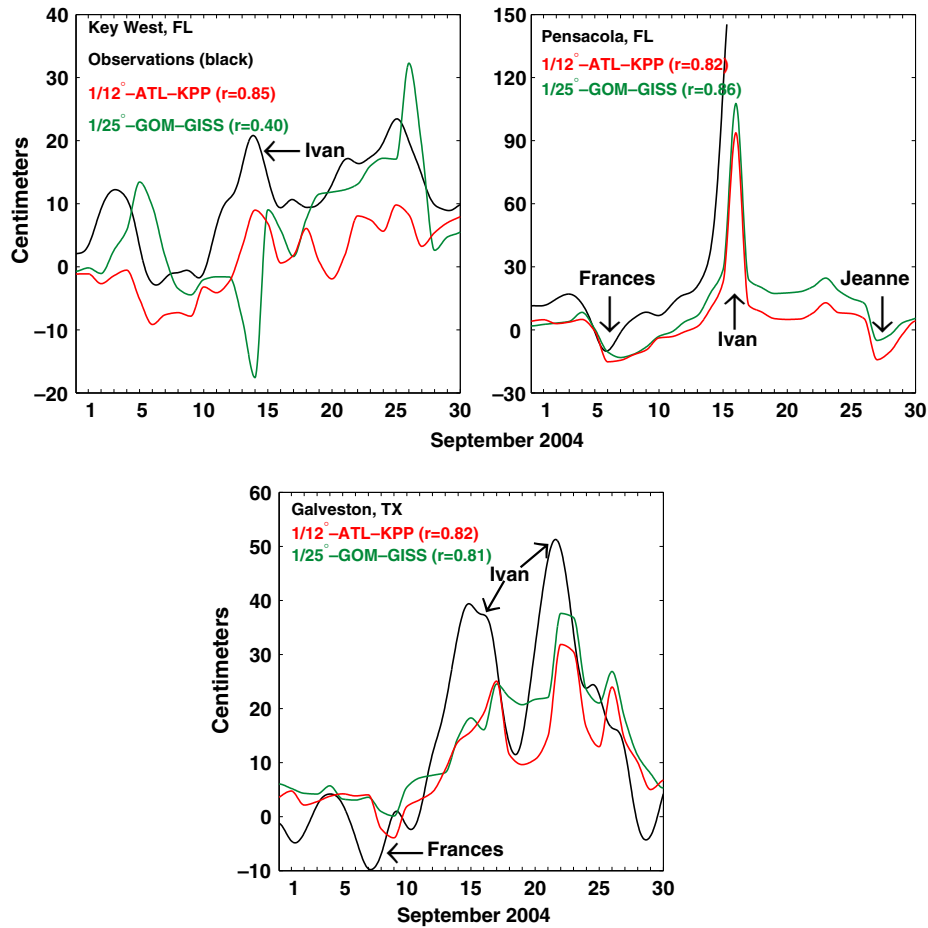 Key West, FL
Observations (black)
1/12°–ATL–KPP (r=0.85)
1/25°–GOM–GISS (r=0.40)
Ivan
Centimeters
40
30
20
10
0
−10
−20
1 5 10 15 20 25 30
Pensacola, FL
1/12°–ATL–KPP (r=0.82)
1/25°–GOM–GISS (r=0.86)
Frances
Ivan
Jeanne
150
120
90
60
30
0
−30
1 5 10 15 20 25 30
September 2004
Galveston, TX
1/12°–ATL–KPP (r=0.82)
1/25°–GOM–GISS (r=0.81)
Ivan
Frances
Centimeters
60
50
40
30
20
10
0
−10
1 5 10 15 20 25 30
September 2004